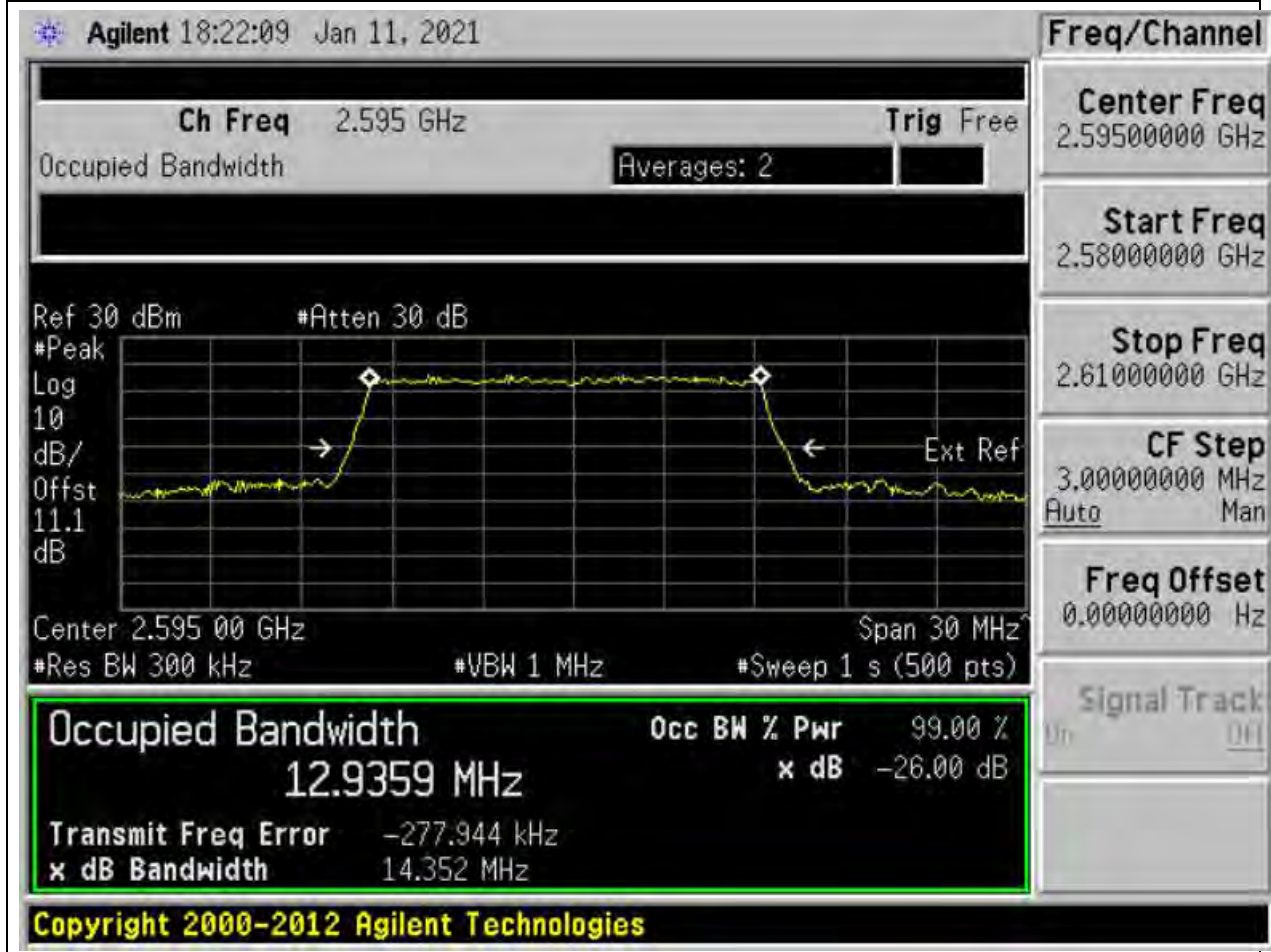 Agilent 18:22:09 Jan 11, 2021
Freq/Channel
Ch Freq 2.595 GHz Trig Free
Occupied Bandwidth Averages: 2
Center Freq
2.59500000 GHz
Start Freq
2.58000000 GHz
Stop Freq
2.61000000 GHz
CF Step
3.00000000 MHz
Auto Man
Freq Offset
0.00000000 Hz
Signal Track
On Off
Ref 30 dBm #Atten 30 dB
#Peak
Log
10
dB/
Offst
11.1
dB
Ext Ref
Center 2.595 00 GHz Span 30 MHz^
#Res BW 300 kHz #VBW 1 MHz #Sweep 1 s (500 pts)
Occupied Bandwidth Occ BW % Pwr 99.00 %
12.9359 MHz x dB -26.00 dB
Transmit Freq Error -277.944 kHz
x dB Bandwidth 14.352 MHz
Copyright 2000-2012 Agilent Technologies